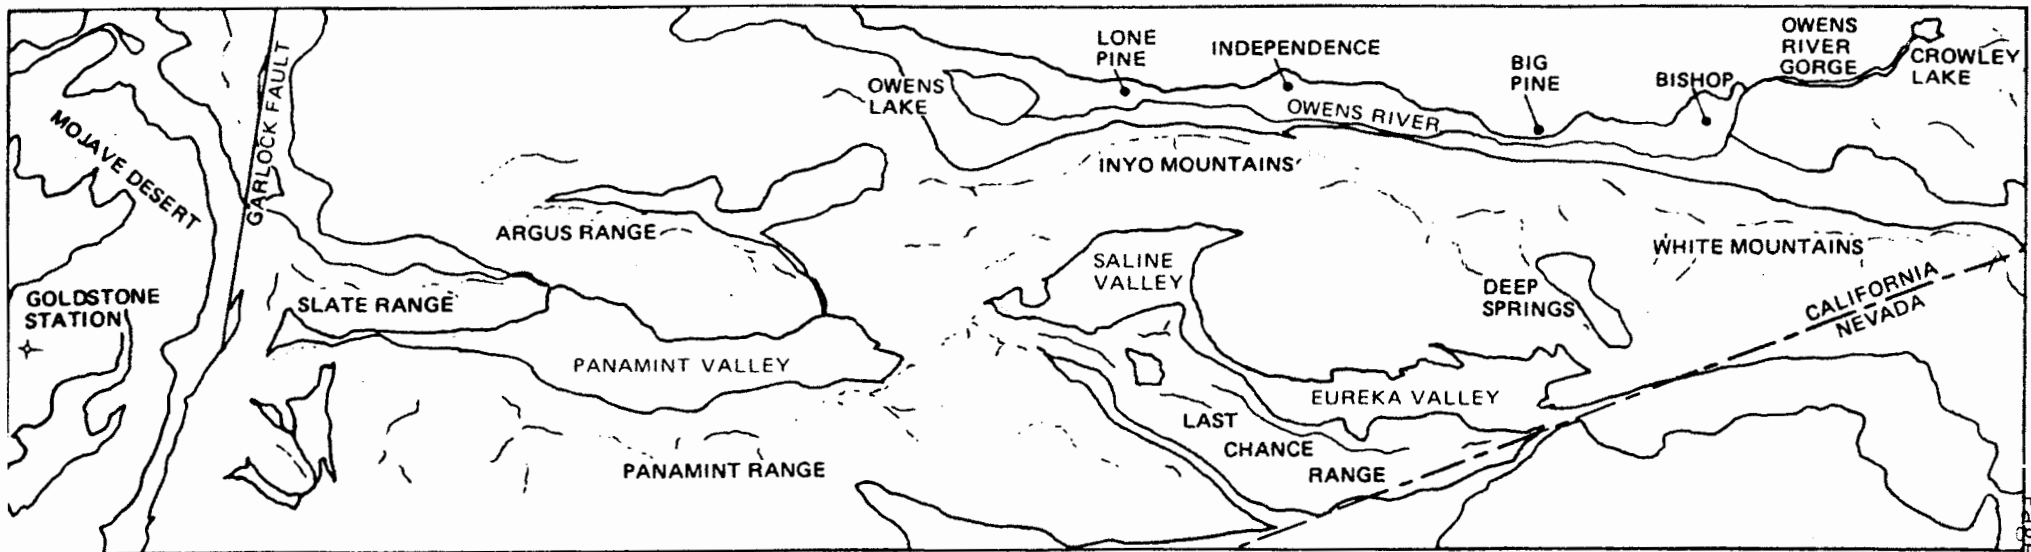 LONE
PINE
INDEPENDENCE
BIG
PINE
BISHOP
OWENS
RIVER
GORGE
CROWLEY
LAKE
OWENS
LAKE
OWENS RIVER
MOJAVE DESERT
GARLOCK FAULT
INYO MOUNTAINS
ARGUS RANGE
WHITE MOUNTAINS
SALINE
VALLEY
DEEP
SPRINGS
GOLDSTONE
STATION
SLATE RANGE
CALIFORNIA
NEVADA
PANAMINT VALLEY
EUREKA VALLEY
LAST
CHANCE
RANGE
PANAMINT RANGE